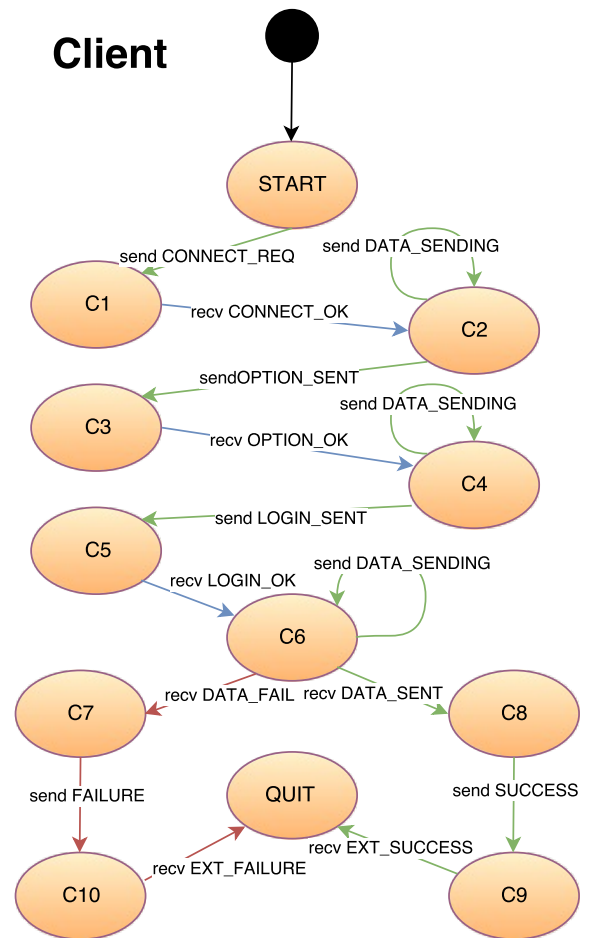 Client
START
send CONNECT_REQ
send DATA_SENDING
C1
recv CONNECT_OK
C2
sendOPTION_SENT
send DATA_SENDING
C3
recv OPTION_OK
C4
send LOGIN_SENT
C5
send DATA_SENDING
recv LOGIN_OK
C6
recv DATA_FAIL
recv DATA_SENT
C7
C8
send FAILURE
QUIT
send SUCCESS
recv EXT_SUCCESS
recv EXT_FAILURE
C10
C9